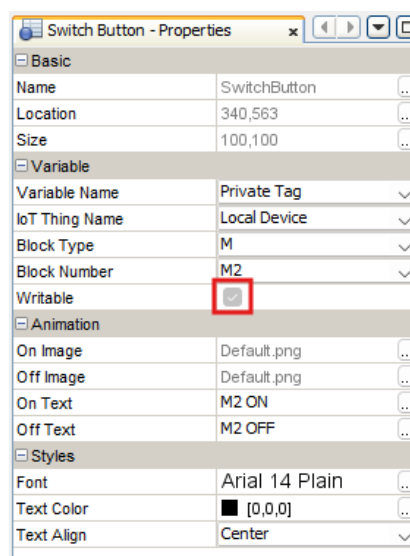 Switch Button - Properties x
Basic
Name SwitchButton ...
Location 340,563 ...
Size 100,100 ...
Variable
Variable Name Private Tag
IoT Thing Name Local Device
Block Type M
Block Number M2
Writable
Animation
On Image Default.png ...
Off Image Default.png ...
On Text M2 ON ...
Off Text M2 OFF ...
Styles
Font Arial 14 Plain ...
Text Color [0,0,0] ...
Text Align Center